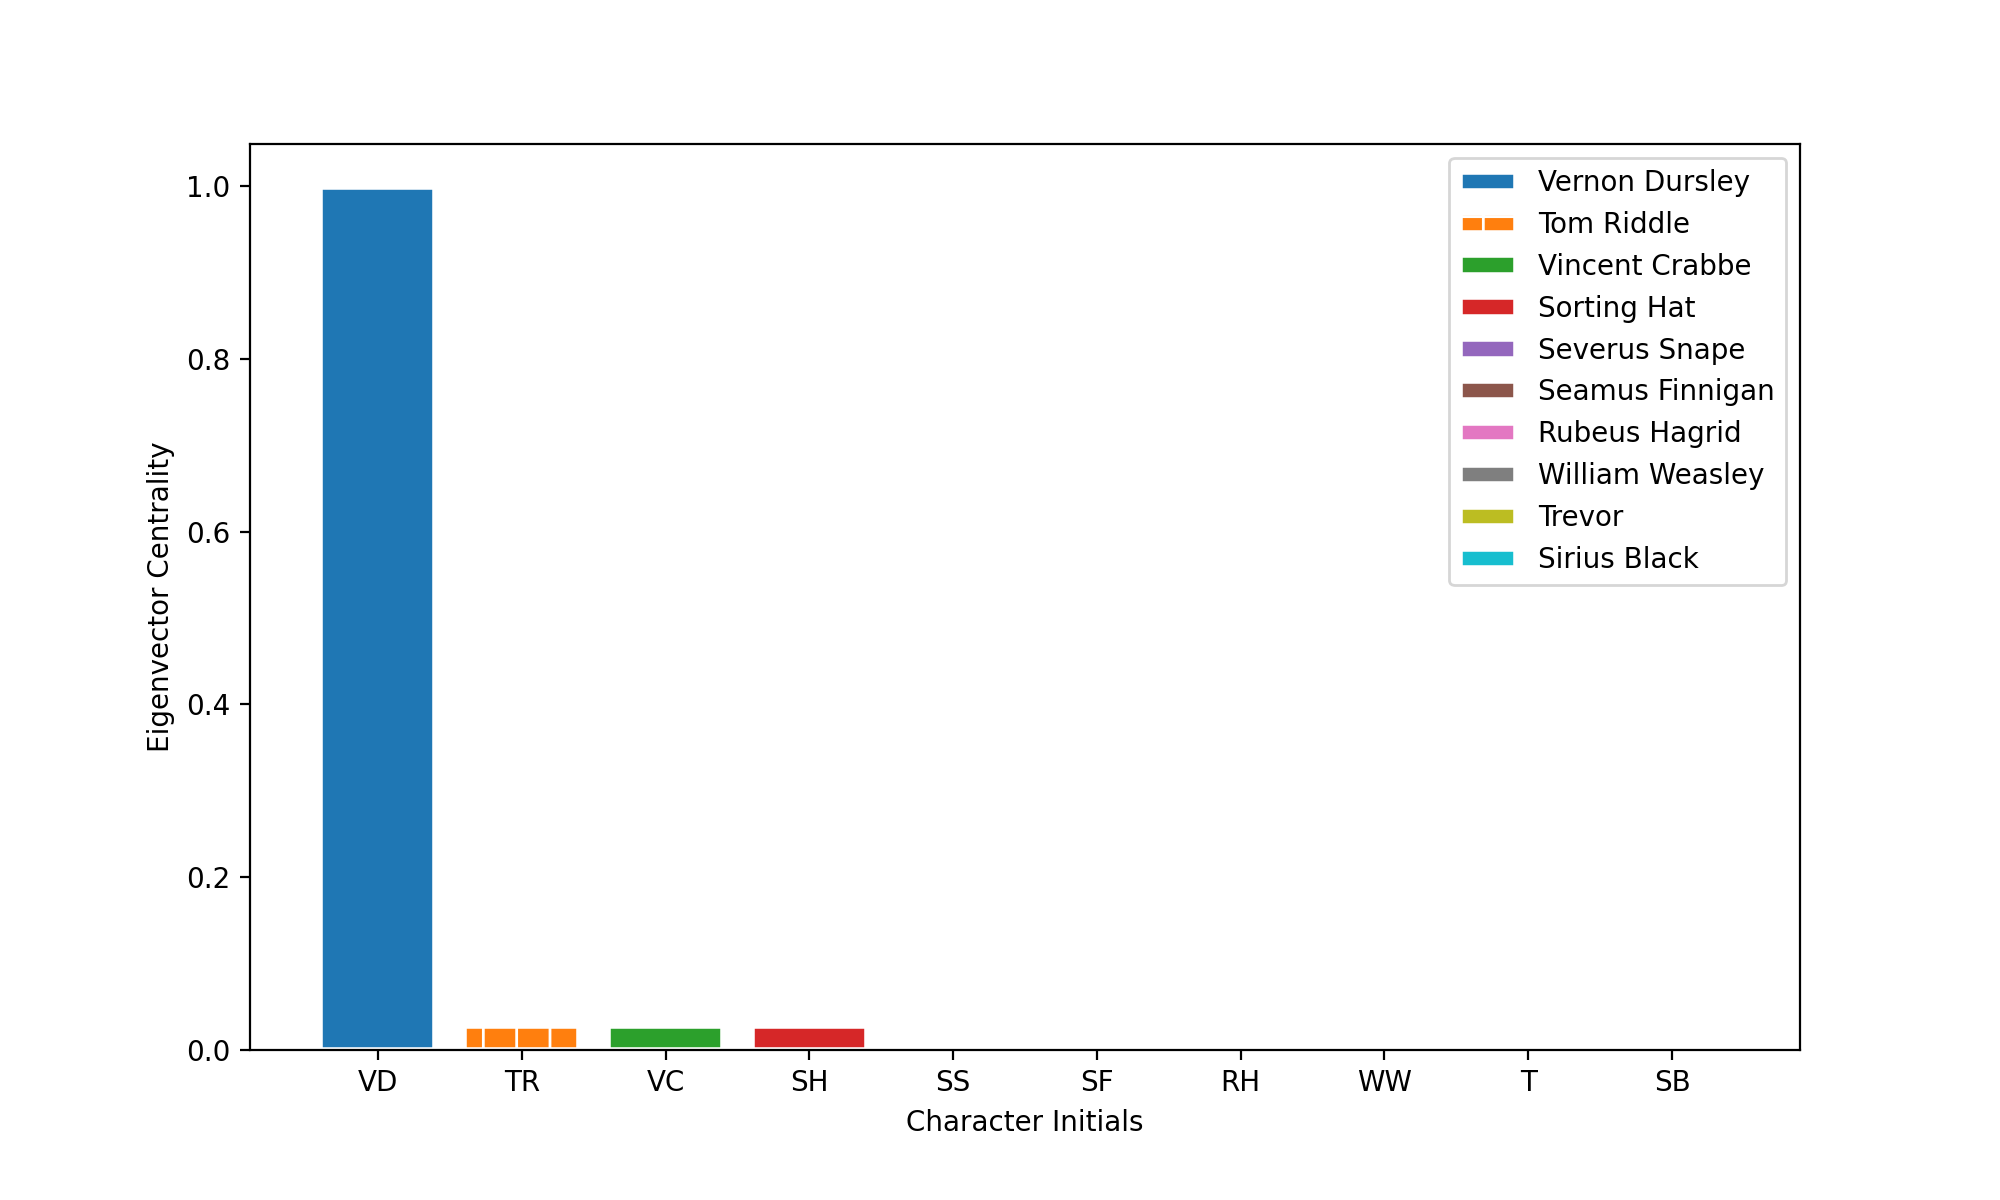 1.0
0.8
0.6
0.4
0.2
0.0
Eigenvector Centrality
Vernon Dursley
Tom Riddle
Vincent Crabbe
Sorting Hat
Severus Snape
Seamus Finnigan
Rubeus Hagrid
William Weasley
Trevor
Sirius Black
VD TR VC SH SS SF RH WW T SB
Character Initials